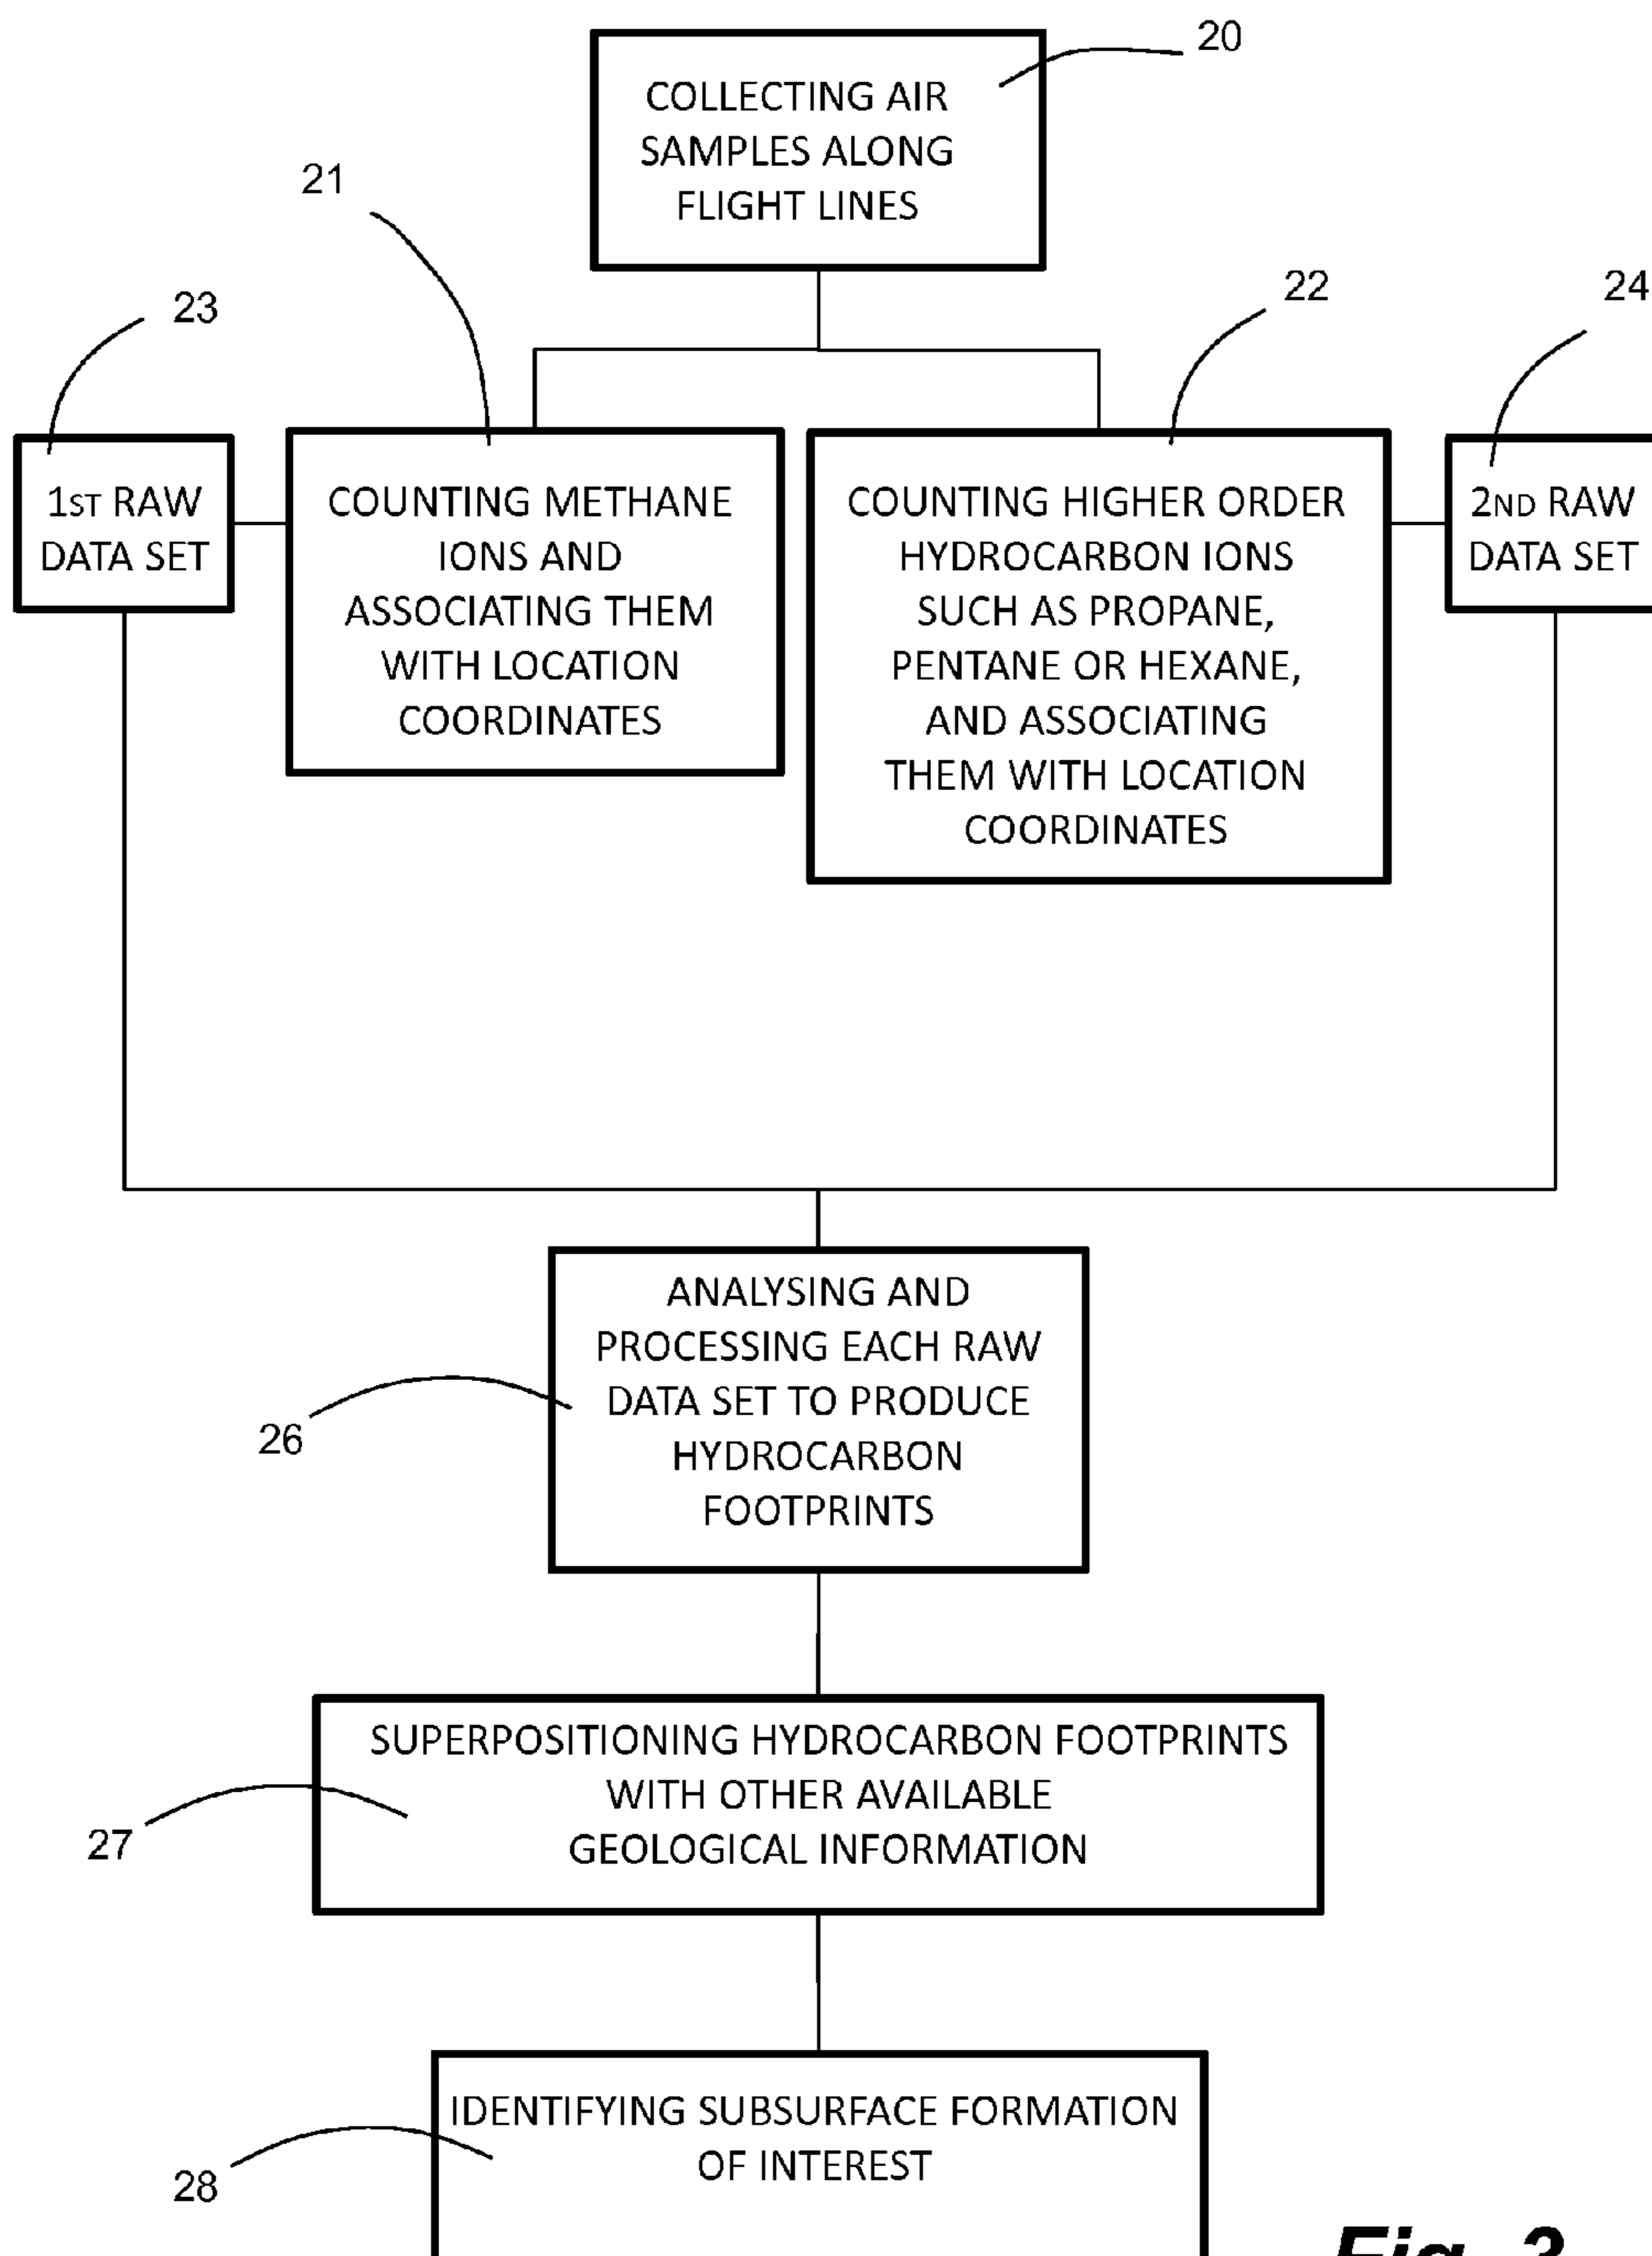 20
COLLECTING AIR
SAMPLES ALONG
FLIGHT LINES
21
22
23
24
1ST RAW
DATA SET
COUNTING METHANE
IONS AND
ASSOCIATING THEM
WITH LOCATION
COORDINATES
COUNTING HIGHER ORDER
HYDROCARBON IONS
SUCH AS PROPANE,
PENTANE OR HEXANE,
AND ASSOCIATING
THEM WITH LOCATION
COORDINATES
2ND RAW
DATA SET
ANALYSING AND
PROCESSING EACH RAW
DATA SET TO PRODUCE
HYDROCARBON
FOOTPRINTS
26
SUPERPOSITIONING HYDROCARBON FOOTPRINTS
WITH OTHER AVAILABLE
GEOLOGICAL INFORMATION
27
IDENTIFYING SUBSURFACE FORMATION
OF INTEREST
28